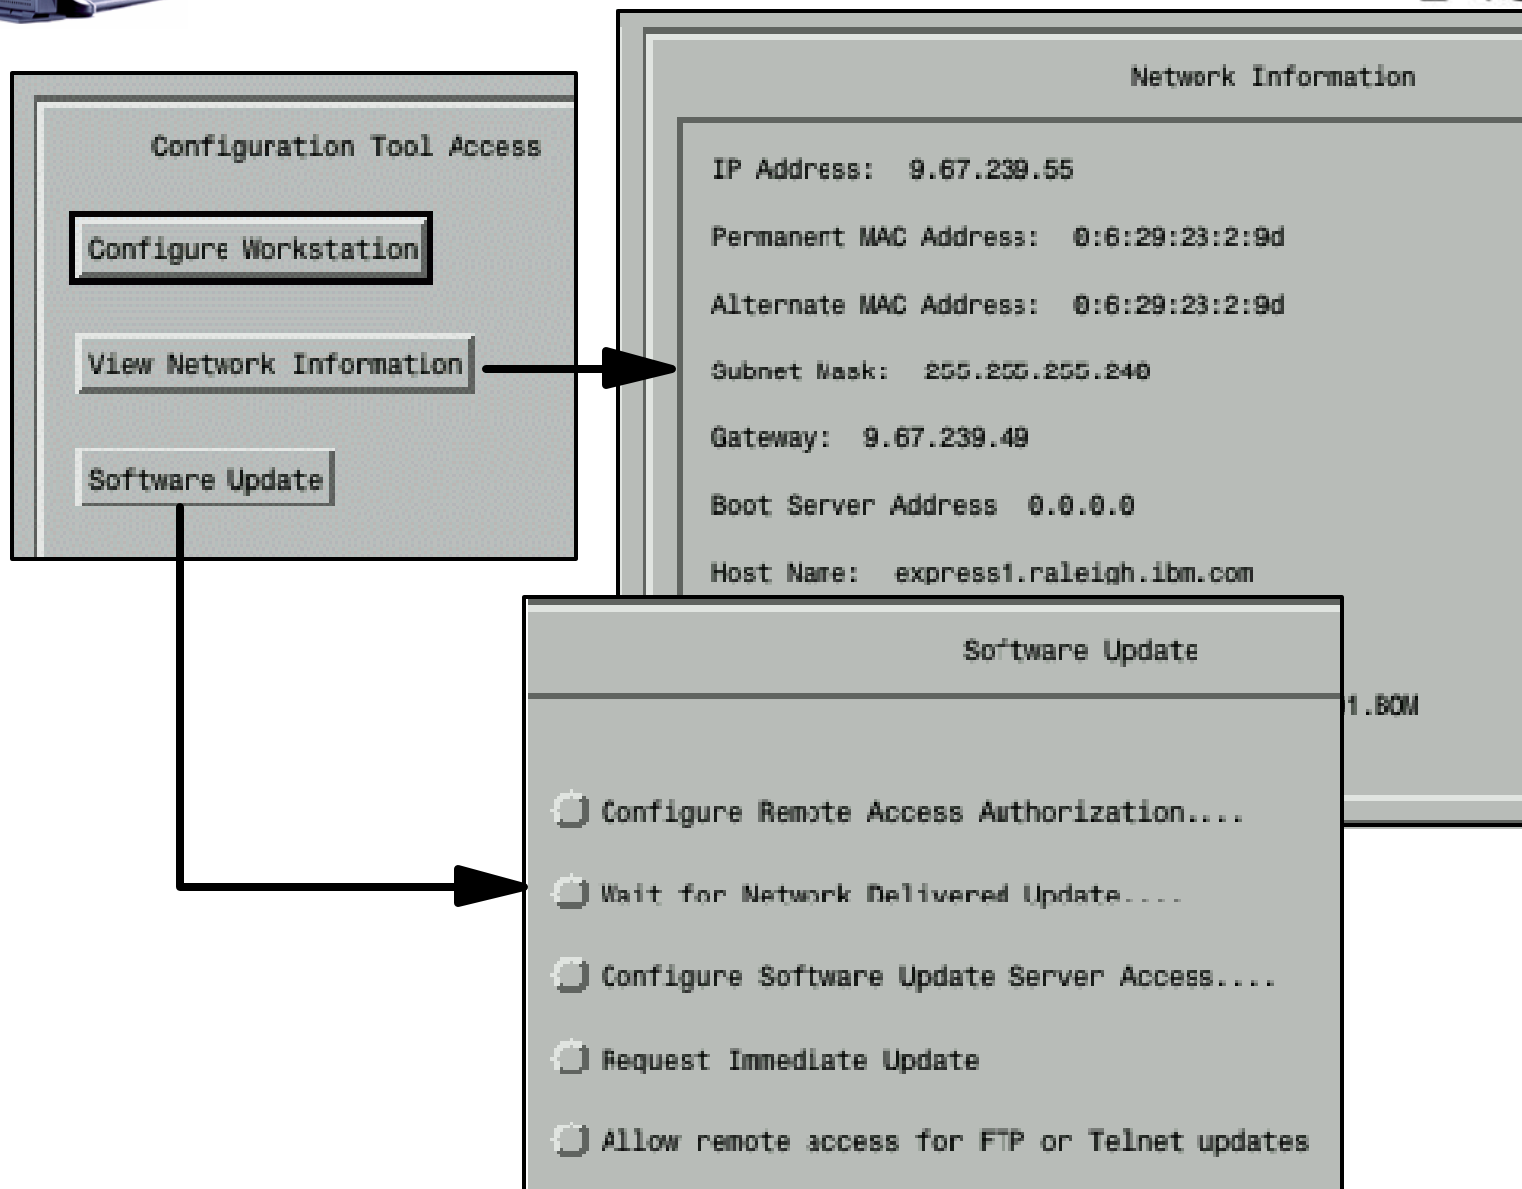 Configuration Tool Access
Configure Workstation
View Network Information
Software Update
Network Information
IP Address: 9.67.239.55
Permanent MAC Address: 0:6:29:23:2:9d
Alternate MAC Address: 0:6:29:23:2:9d
Subnet Mask: 255.255.255.240
Gateway: 9.67.239.49
Boot Server Address 0.0.0.0
Host Name: express1.raleigh.ibm.com
1.BOM
Software Update
Configure Remote Access Authorization....
Wait for Network Delivered Update....
Configure Software Update Server Access....
Request Immediate Update
Allow remote access for FTP or Telnet updates